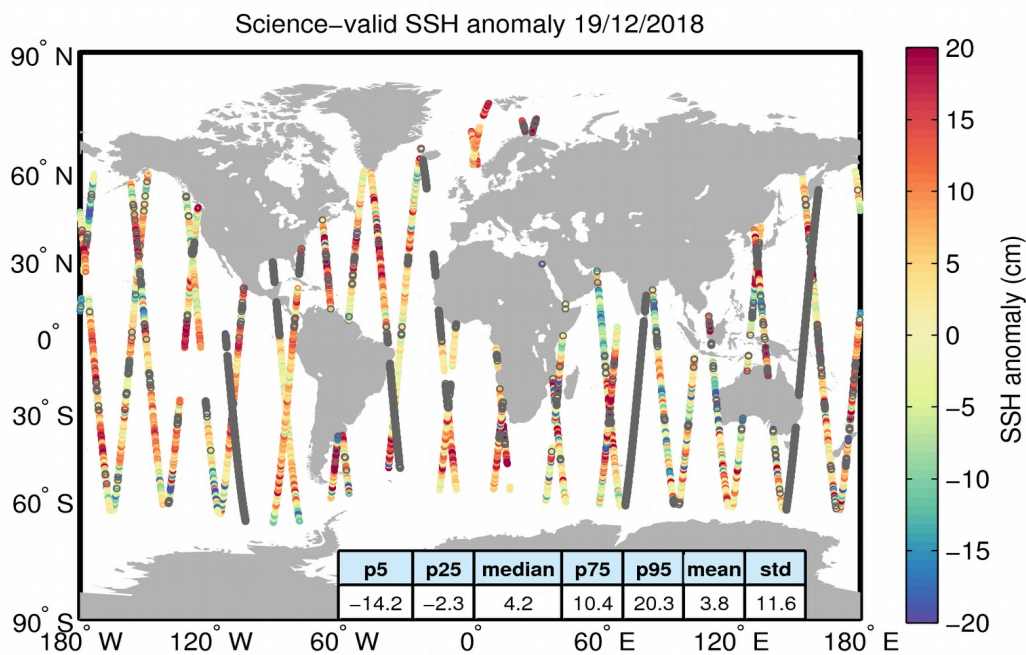 Science−valid SSH anomaly 19/12/2018
90° N
60° N
30° N
0°
30° S
60° S
90° S
180° W
120° W
60° W
0°
60° E
120° E
180° E
p5 p25 median p75 p95 mean std
−14.2 −2.3 4.2 10.4 20.3 3.8 11.6
20
15
10
5
0
−5
−10
−15
−20
SSH anomaly (cm)